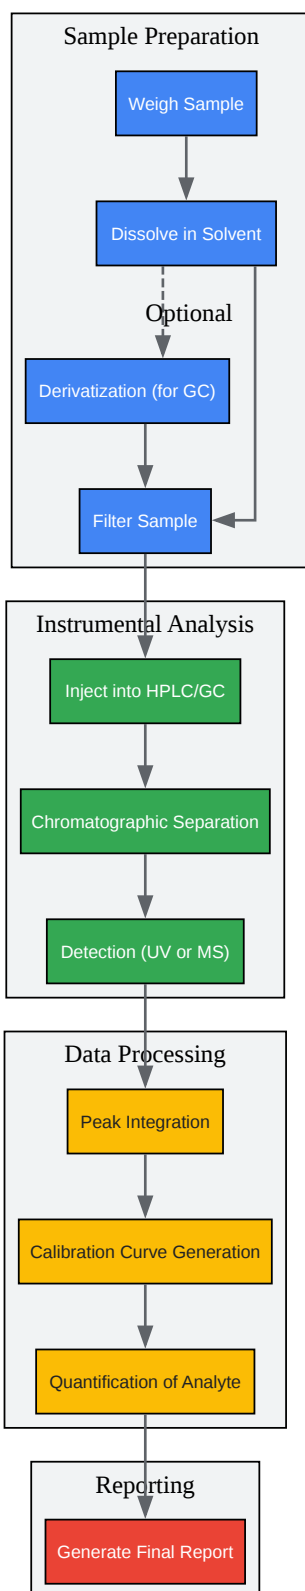 Sample Preparation
Weigh Sample
Dissolve in Solvent
Optional
Derivatization (for GC)
Filter Sample
Instrumental Analysis
Inject into HPLC/GC
Chromatographic Separation
Detection (UV or MS)
Data Processing
Peak Integration
Calibration Curve Generation
Quantification of Analyte
Reporting
Generate Final Report